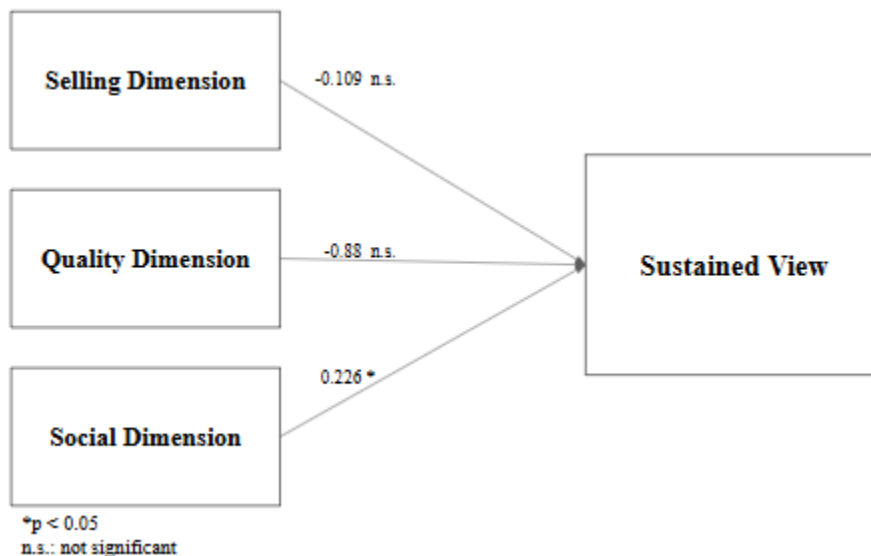 Selling Dimension
-0.109 n.s.
Quality Dimension
-0.88 n.s.
Sustained View
0.226 *
Social Dimension
*p < 0.05
n.s.: not significant